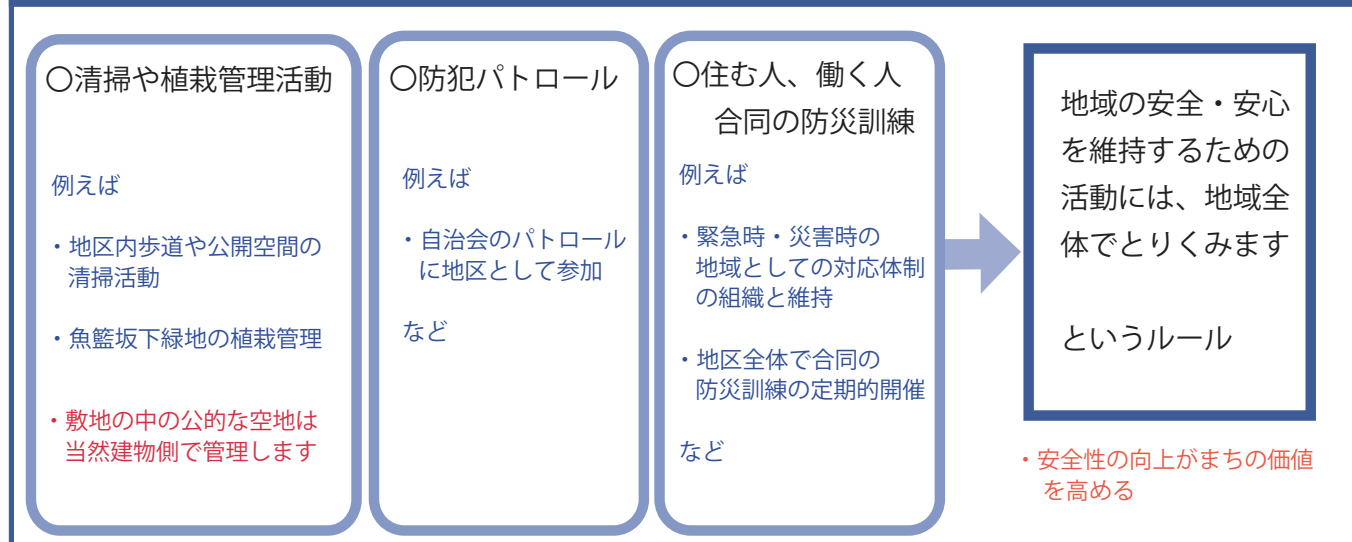 〇清掃や植栽管理活動
例えば
・地区内歩道や公開空間の
清掃活動
・魚籃坂下緑地の植栽管理
・敷地の中の公的な空地は
当然建物側で管理します
〇防犯パトロール
例えば
・自治会のパトロール
に地区として参加
など
〇住む人、働く人
合同の防災訓練
例えば
・緊急時・災害時の
地域としての対応体制
の組織と維持
・地区全体で合同の
防災訓練の定期的開催
など
地域の安全・安心
を維持するための
活動には、地域全
体でとりくみます
というルール
・安全性の向上がまちの価値
を高める